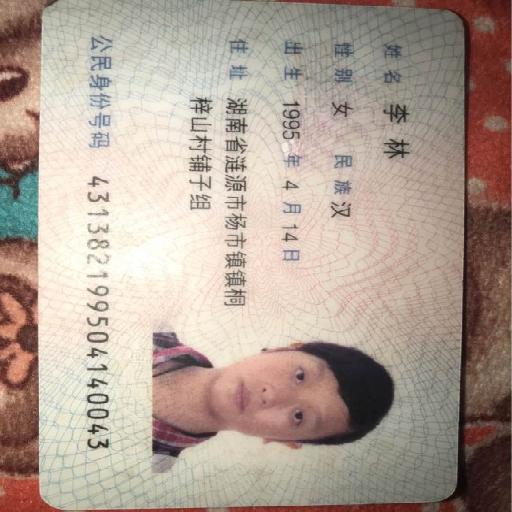 姓名 李林
性别 女 民族 汉
出生 1995 年 4 月 14 日
住址 湖南省涟源市杨市镇镇桐
梓山村铺子组
公民身份号码 431382199504140043